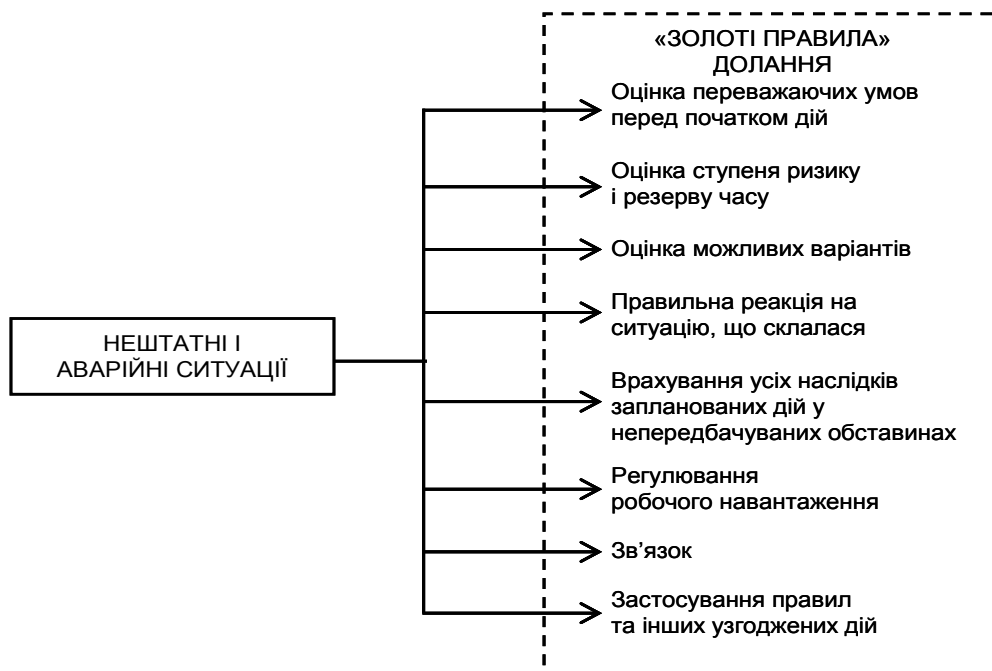 «ЗОЛОТІ ПРАВИЛА»
ДОЛАННЯ
Оцінка переважаючих умов
перед початком дій
Оцінка ступеня ризику
і резерву часу
Оцінка можливих варіантів
Правильна реакція на
ситуацію, що склалася
НЕШТАТНІ І
АВАРІЙНІ СИТУАЦІЇ
Врахування усіх наслідків
запланованих дій у
непередбачуваних обставинах
Регулювання
робочого навантаження
Зв’язок
Застосування правил
та інших узгоджених дій